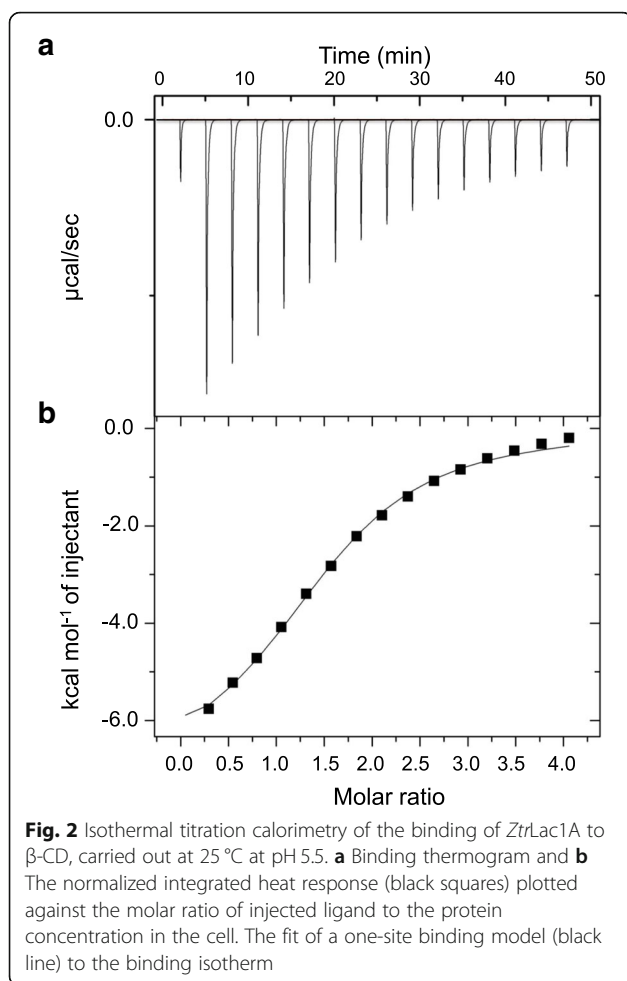 a
Time (min)
0 10 20 30 40 50
0.0
µcal/sec
b
0.0
-2.0
-4.0
-6.0
kcal mol⁻¹ of injectant
0.0 0.5 1.0 1.5 2.0 2.5 3.0 3.5 4.0
Molar ratio
Fig. 2 Isothermal titration calorimetry of the binding of ZtrLac1A to
β-CD, carried out at 25 °C at pH 5.5. a Binding thermogram and b
The normalized integrated heat response (black squares) plotted
against the molar ratio of injected ligand to the protein
concentration in the cell. The fit of a one-site binding model (black
line) to the binding isotherm